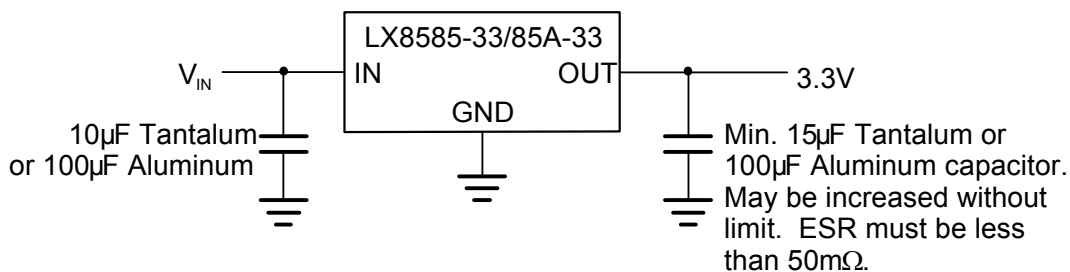 LX8585-33/85A-33
V_IN
IN
OUT
3.3V
GND
10µF Tantalum
or 100µF Aluminum
Min. 15µF Tantalum or
100µF Aluminum capacitor.
May be increased without
limit. ESR must be less
than 50mΩ.